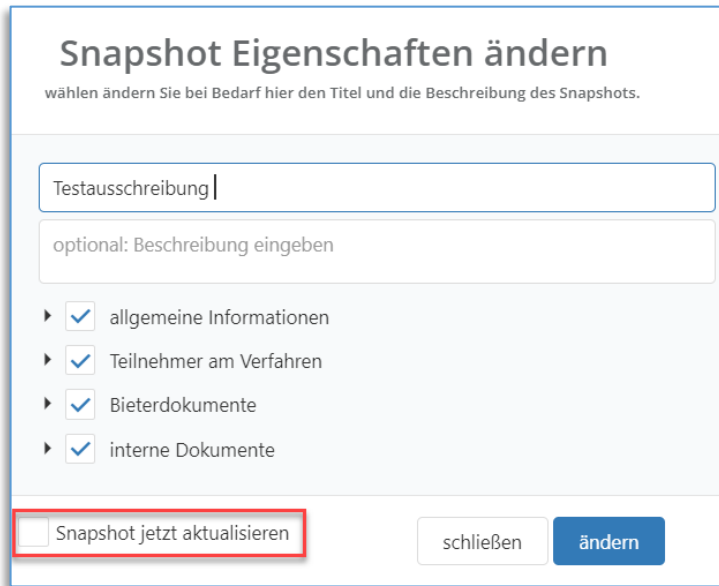 Snapshot Eigenschaften ändern
wählen ändern Sie bei Bedarf hier den Titel und die Beschreibung des Snapshots.
Testausschreibung
optional: Beschreibung eingeben
allgemeine Informationen
Teilnehmer am Verfahren
Bieterdokumente
interne Dokumente
Snapshot jetzt aktualisieren
schließen
ändern